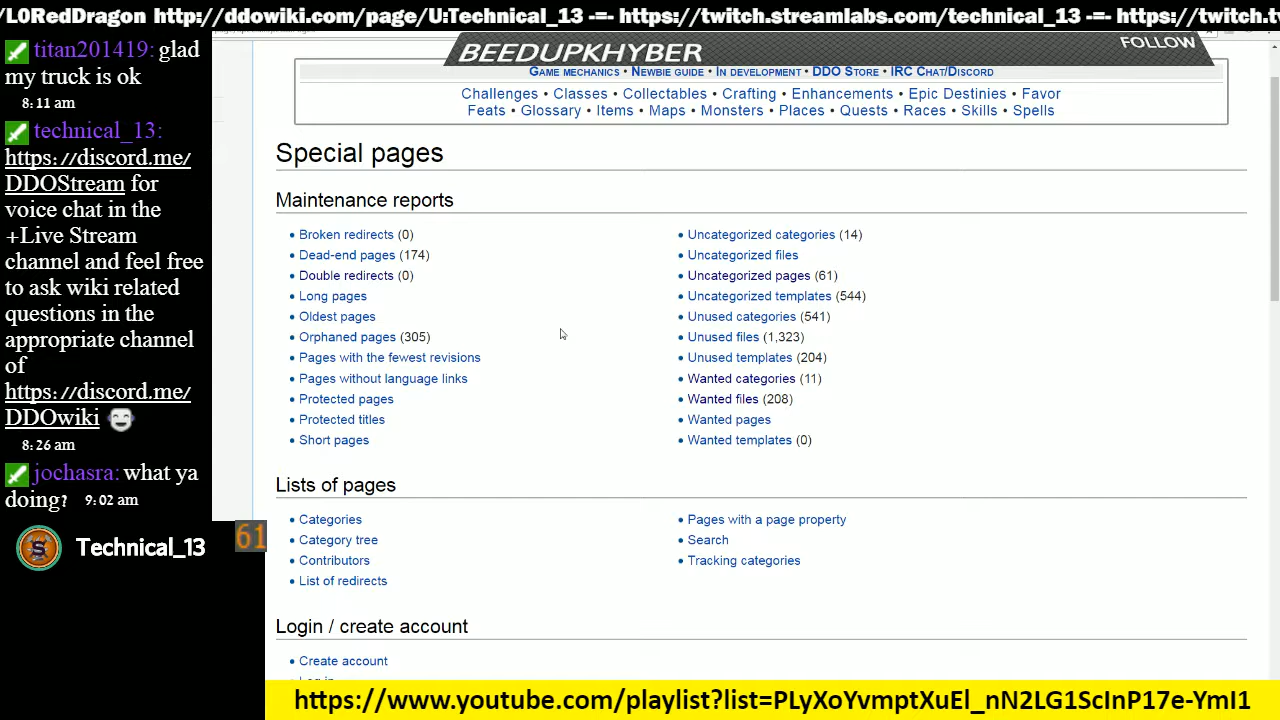 /L0RedDragon http://ddowiki.com/page/U:Technical_13 -=- https://twitch.streamlabs.com/technical_13 -=- https://twitch.t
BEEDUPKHYBER
FOLLOW
titan201419: glad
my truck is ok
8:11 am
technical_13:
https://discord.me/
DDOStream for
voice chat in the
+Live Stream
channel and feel free
to ask wiki related
questions in the
appropriate channel
of
https://discord.me/
DDOwiki
8:26 am
jochasra: what ya
doing? 9:02 am
Technical_13
61
Game mechanics • Newbie guide • In development • DDO Store • IRC Chat/Discord
Challenges • Classes • Collectables • Crafting • Enhancements • Epic Destinies • Favor
Feats • Glossary • Items • Maps • Monsters • Places • Quests • Races • Skills • Spells
Special pages
Maintenance reports
Broken redirects (0)
Dead-end pages (174)
Double redirects (0)
Long pages
Oldest pages
Orphaned pages (305)
Pages with the fewest revisions
Pages without language links
Protected pages
Protected titles
Short pages
Uncategorized categories (14)
Uncategorized files
Uncategorized pages (61)
Uncategorized templates (544)
Unused categories (541)
Unused files (1,323)
Unused templates (204)
Wanted categories (11)
Wanted files (208)
Wanted pages
Wanted templates (0)
Lists of pages
Categories
Category tree
Contributors
List of redirects
Pages with a page property
Search
Tracking categories
Login / create account
Create account
https://www.youtube.com/playlist?list=PLyXoYvmptXuEl_nN2LG1ScInP17e-YmI1